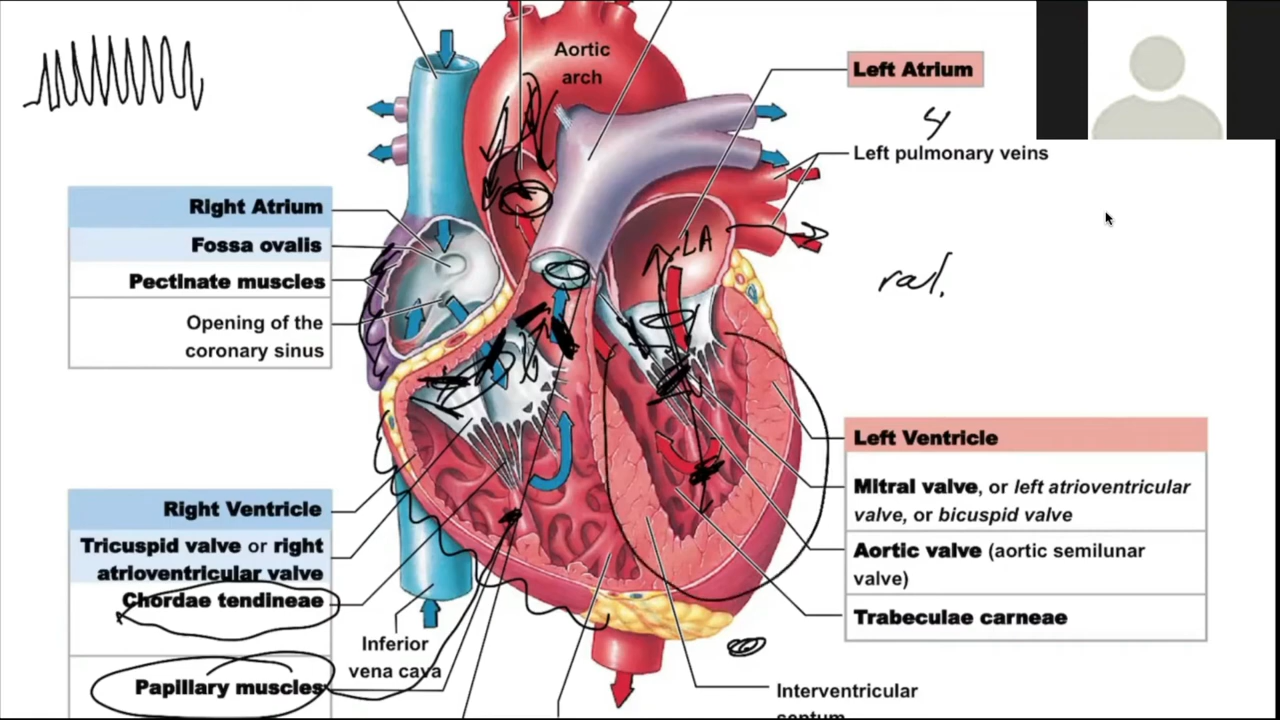 Aortic
arch
Left Atrium
Left pulmonary veins
Right Atrium
Fossa ovalis
Pectinate muscles
Opening of the
coronary sinus
LA
Left Ventricle
Mitral valve, or left atrioventricular
valve, or bicuspid valve
Aortic valve (aortic semilunar
valve)
Trabeculae carneae
Right Ventricle
Tricuspid valve or right
atrioventricular valve
Chordae tendineae
Papillary muscles
Inferior
vena cava
Interventricular
septum